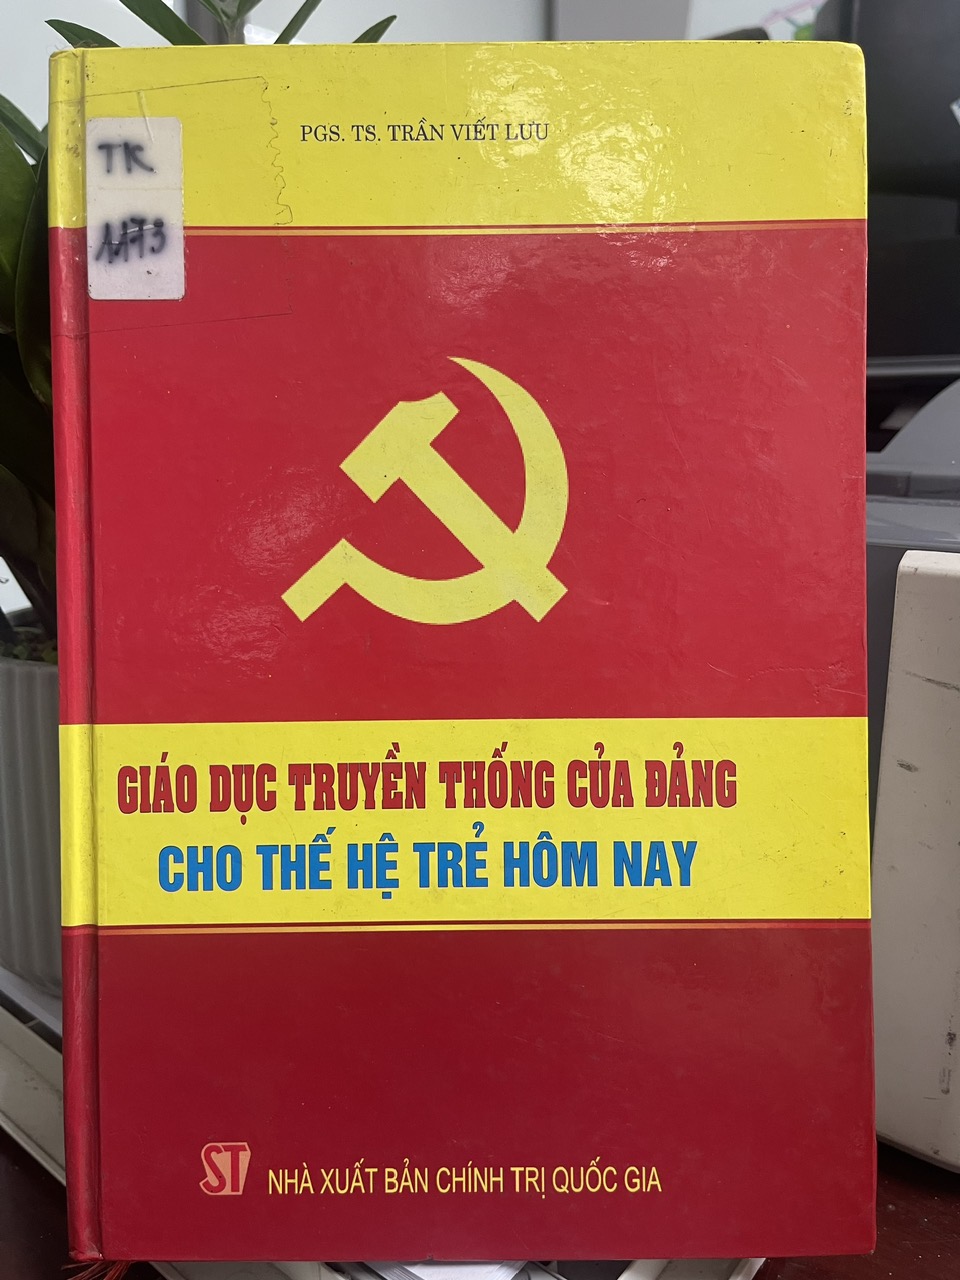 PGS. TS. TRẦN VIẾT LƯU
TK
1173
GIÁO DỤC TRUYỀN THỐNG CỦA ĐẢNG
CHO THẾ HỆ TRẺ HÔM NAY
ST
NHÀ XUẤT BẢN CHÍNH TRỊ QUỐC GIA